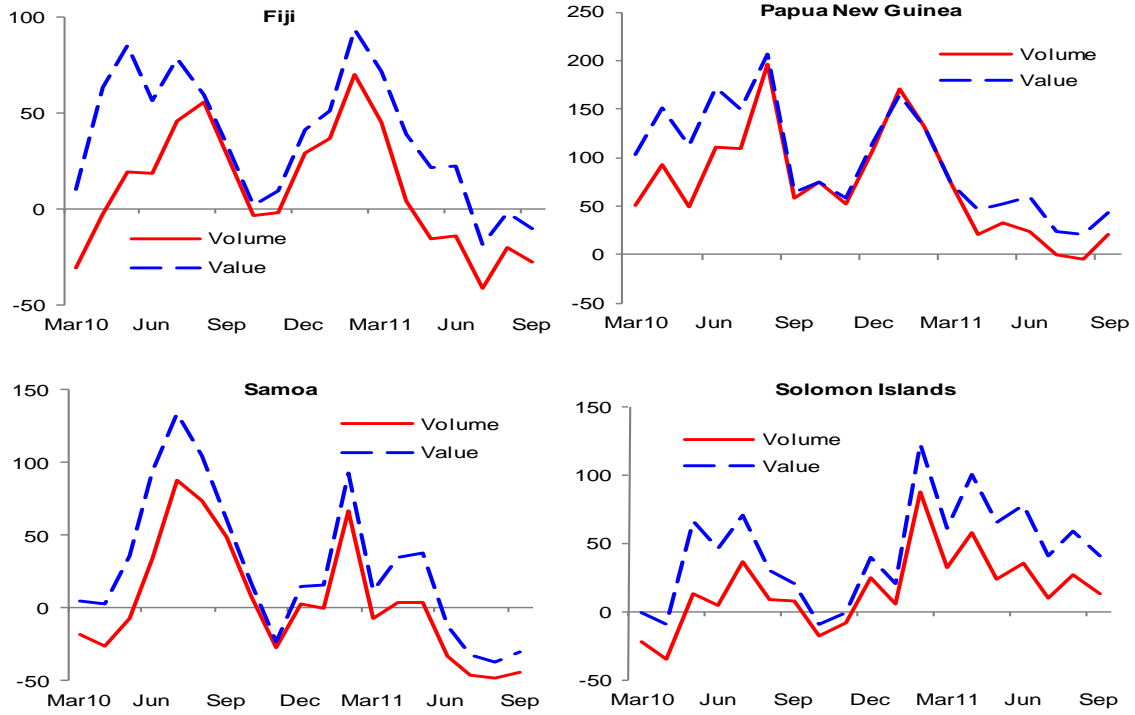 Fiji
100
50
0
-50
Volume
Value
Mar10 Jun Sep Dec Mar11 Jun Sep
Papua New Guinea
250
200
150
100
50
0
-50
Volume
Value
Mar10 Jun Sep Dec Mar11 Jun Sep
Samoa
150
100
50
0
-50
Volume
Value
Mar10 Jun Sep Dec Mar11 Jun Sep
Solomon Islands
150
100
50
0
-50
Volume
Value
Mar10 Jun Sep Dec Mar11 Jun Sep